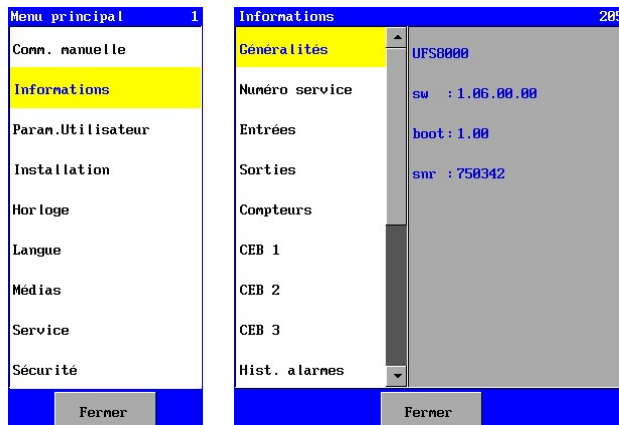 Menu principal 1
Comm. manuelle
Informations
Param.Utilisateur
Installation
Horloge
Langue
Médias
Service
Sécurité
Fermer
Informations 205
Généralités
Numéro service
Entrées
Sorties
Compteurs
CEB 1
CEB 2
CEB 3
Hist. alarmes
UFS8000
sw : 1.06.00.00
boot: 1.00
snr : 750342
Fermer